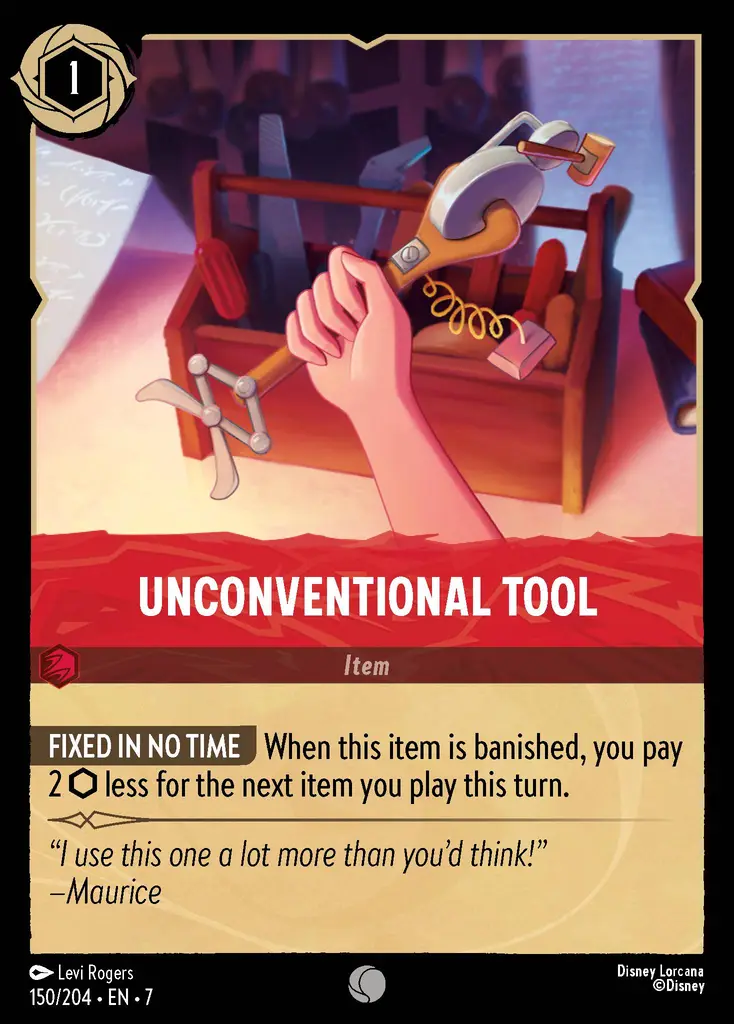 1
UNCONVENTIONAL TOOL
Item
FIXED IN NO TIME When this item is banished, you pay
2 ⬡ less for the next item you play this turn.
“I use this one a lot more than you’d think!”
–Maurice
Levi Rogers
Disney Lorcana
150/204 • EN • 7
©Disney